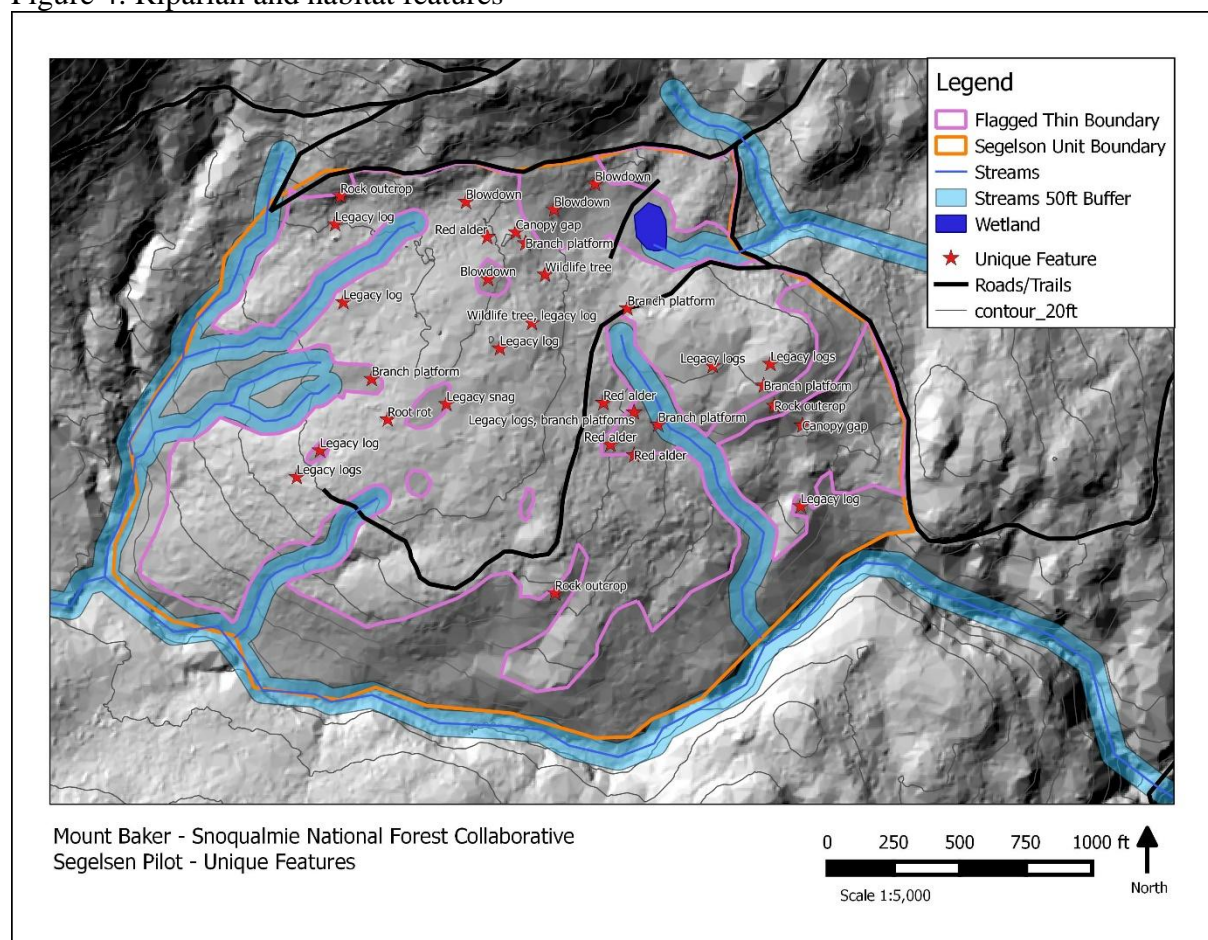 Figure 4. Riparian and habitat features
Legend
Flagged Thin Boundary
Segelson Unit Boundary
Streams
Streams 50ft Buffer
Wetland
Unique Feature
Roads/Trails
contour_20ft
Blowdown
Rock outcrop
Blowdown
Blowdown
Legacy log
Canopy gap
Red alder
Branch platform
Blowdown
Wildlife tree
Legacy log
Branch platform
Wildlife tree, legacy log
Legacy log
Legacy logs
Legacy logs
Branch platform
Branch platform
Legacy snag
Red alder
Rock outcrop
Root rot
Legacy logs, branch platforms
Branch platform
Canopy gap
Red alder
Legacy log
Red alder
Legacy logs
Legacy log
Rock outcrop
Mount Baker - Snoqualmie National Forest Collaborative
Segelsen Pilot - Unique Features
0 250 500 750 1000 ft
Scale 1:5,000
North